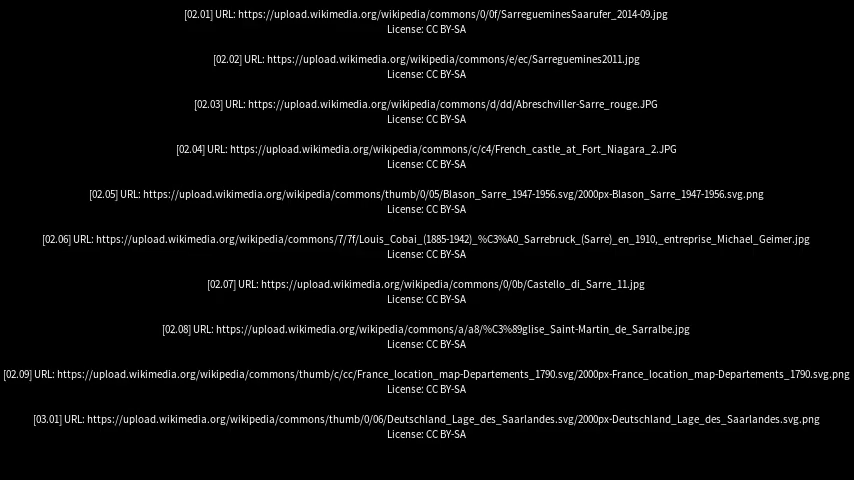 [02.01] URL: https://upload.wikimedia.org/wikipedia/commons/0/0f/SarregueminesSaarufer_2014-09.jpg
License: CC BY-SA
[02.02] URL: https://upload.wikimedia.org/wikipedia/commons/e/ec/Sarreguemines2011.jpg
License: CC BY-SA
[02.03] URL: https://upload.wikimedia.org/wikipedia/commons/d/dd/Abreschviller-Sarre_rouge.JPG
License: CC BY-SA
[02.04] URL: https://upload.wikimedia.org/wikipedia/commons/c/c4/French_castle_at_Fort_Niagara_2.JPG
License: CC BY-SA
[02.05] URL: https://upload.wikimedia.org/wikipedia/commons/thumb/0/05/Blason_Sarre_1947-1956.svg/2000px-Blason_Sarre_1947-1956.svg.png
License: CC BY-SA
[02.06] URL: https://upload.wikimedia.org/wikipedia/commons/7/7f/Louis_Cobai_(1885-1942)_%C3%A0_Sarrebruck_(Sarre)_en_1910,_entreprise_Michael_Geimer.jpg
License: CC BY-SA
[02.07] URL: https://upload.wikimedia.org/wikipedia/commons/0/0b/Castello_di_Sarre_11.jpg
License: CC BY-SA
[02.08] URL: https://upload.wikimedia.org/wikipedia/commons/a/a8/%C3%89glise_Saint-Martin_de_Sarralbe.jpg
License: CC BY-SA
[02.09] URL: https://upload.wikimedia.org/wikipedia/commons/thumb/c/cc/France_location_map-Departements_1790.svg/2000px-France_location_map-Departements_1790.svg.png
License: CC BY-SA
[03.01] URL: https://upload.wikimedia.org/wikipedia/commons/thumb/0/06/Deutschland_Lage_des_Saarlandes.svg/2000px-Deutschland_Lage_des_Saarlandes.svg.png
License: CC BY-SA